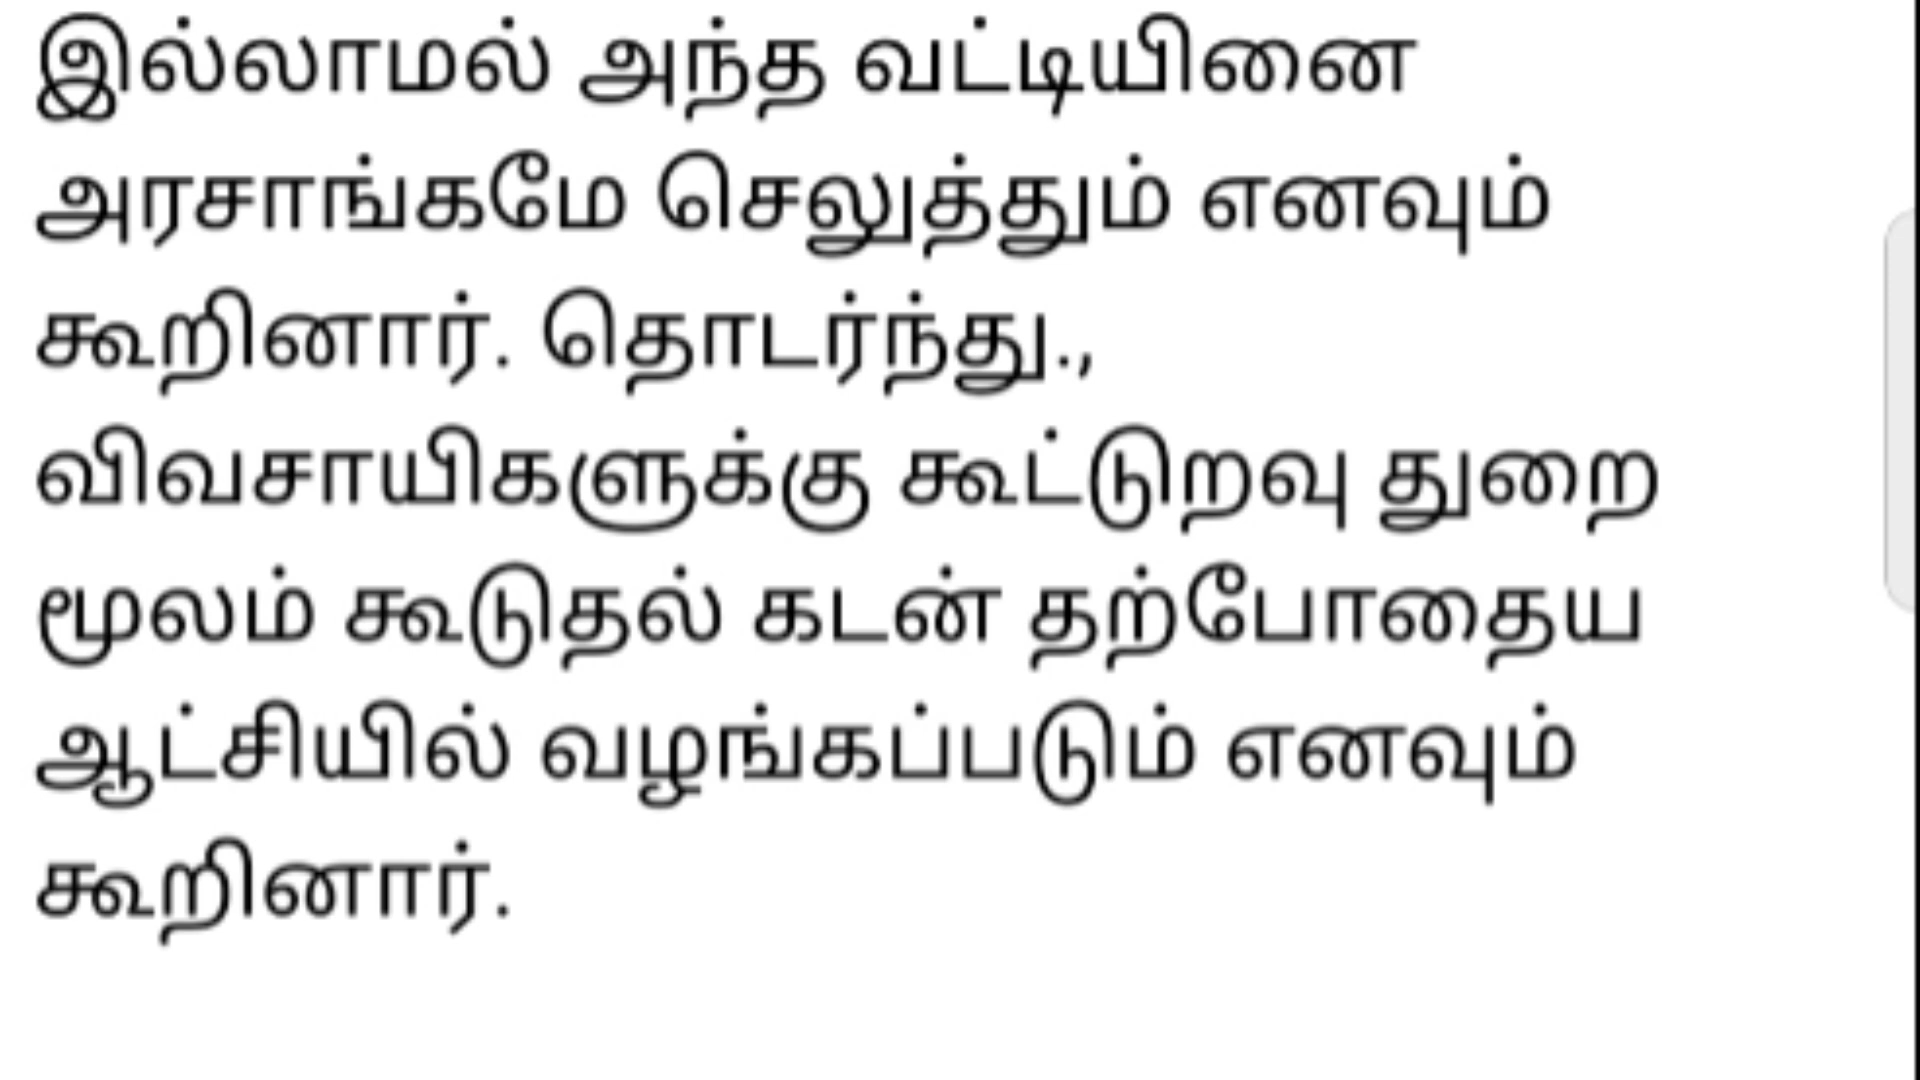 இல்லாமல் அந்த வட்டியினை
அரசாங்கமே செலுத்தும் எனவும்
கூறினார். தொடர்ந்து.,
விவசாயிகளுக்கு கூட்டுறவு துறை
மூலம் கூடுதல் கடன் தற்போதைய
ஆட்சியில் வழங்கப்படும் எனவும்
கூறினார்.